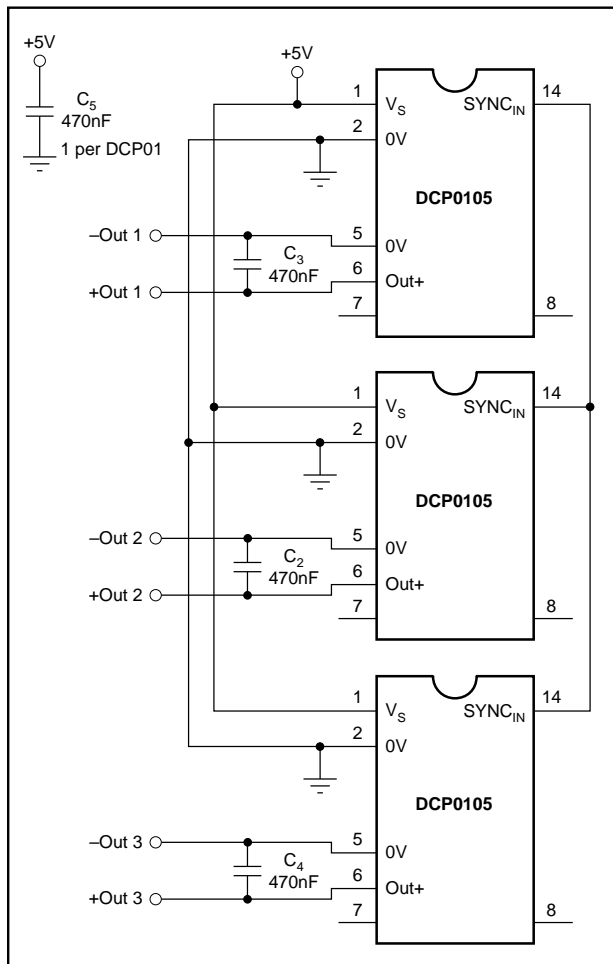 +5V
C5
470nF
1 per DCP01
+5V
1
VS
SYNCIN
14
2
0V
DCP0105
–Out 1
5
0V
C3
470nF
6
Out+
+Out 1
7
8
1
VS
SYNCIN
14
2
0V
DCP0105
–Out 2
5
0V
C2
470nF
6
Out+
+Out 2
7
8
1
VS
SYNCIN
14
2
0V
DCP0105
–Out 3
5
0V
C4
470nF
6
Out+
+Out 3
7
8